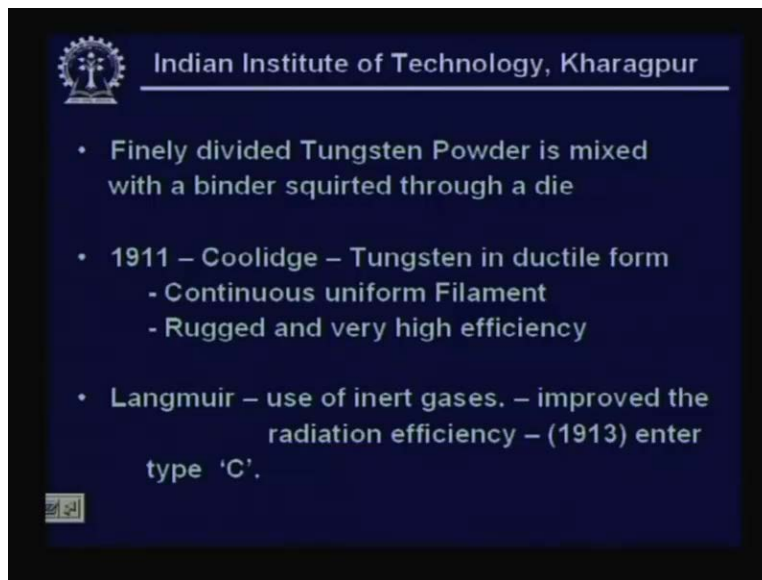 Indian Institute of Technology, Kharagpur
• Finely divided Tungsten Powder is mixed
with a binder squirted through a die
• 1911 – Coolidge – Tungsten in ductile form
- Continuous uniform Filament
- Rugged and very high efficiency
• Langmuir – use of inert gases. – improved the
radiation efficiency – (1913) enter
type ‘C’.